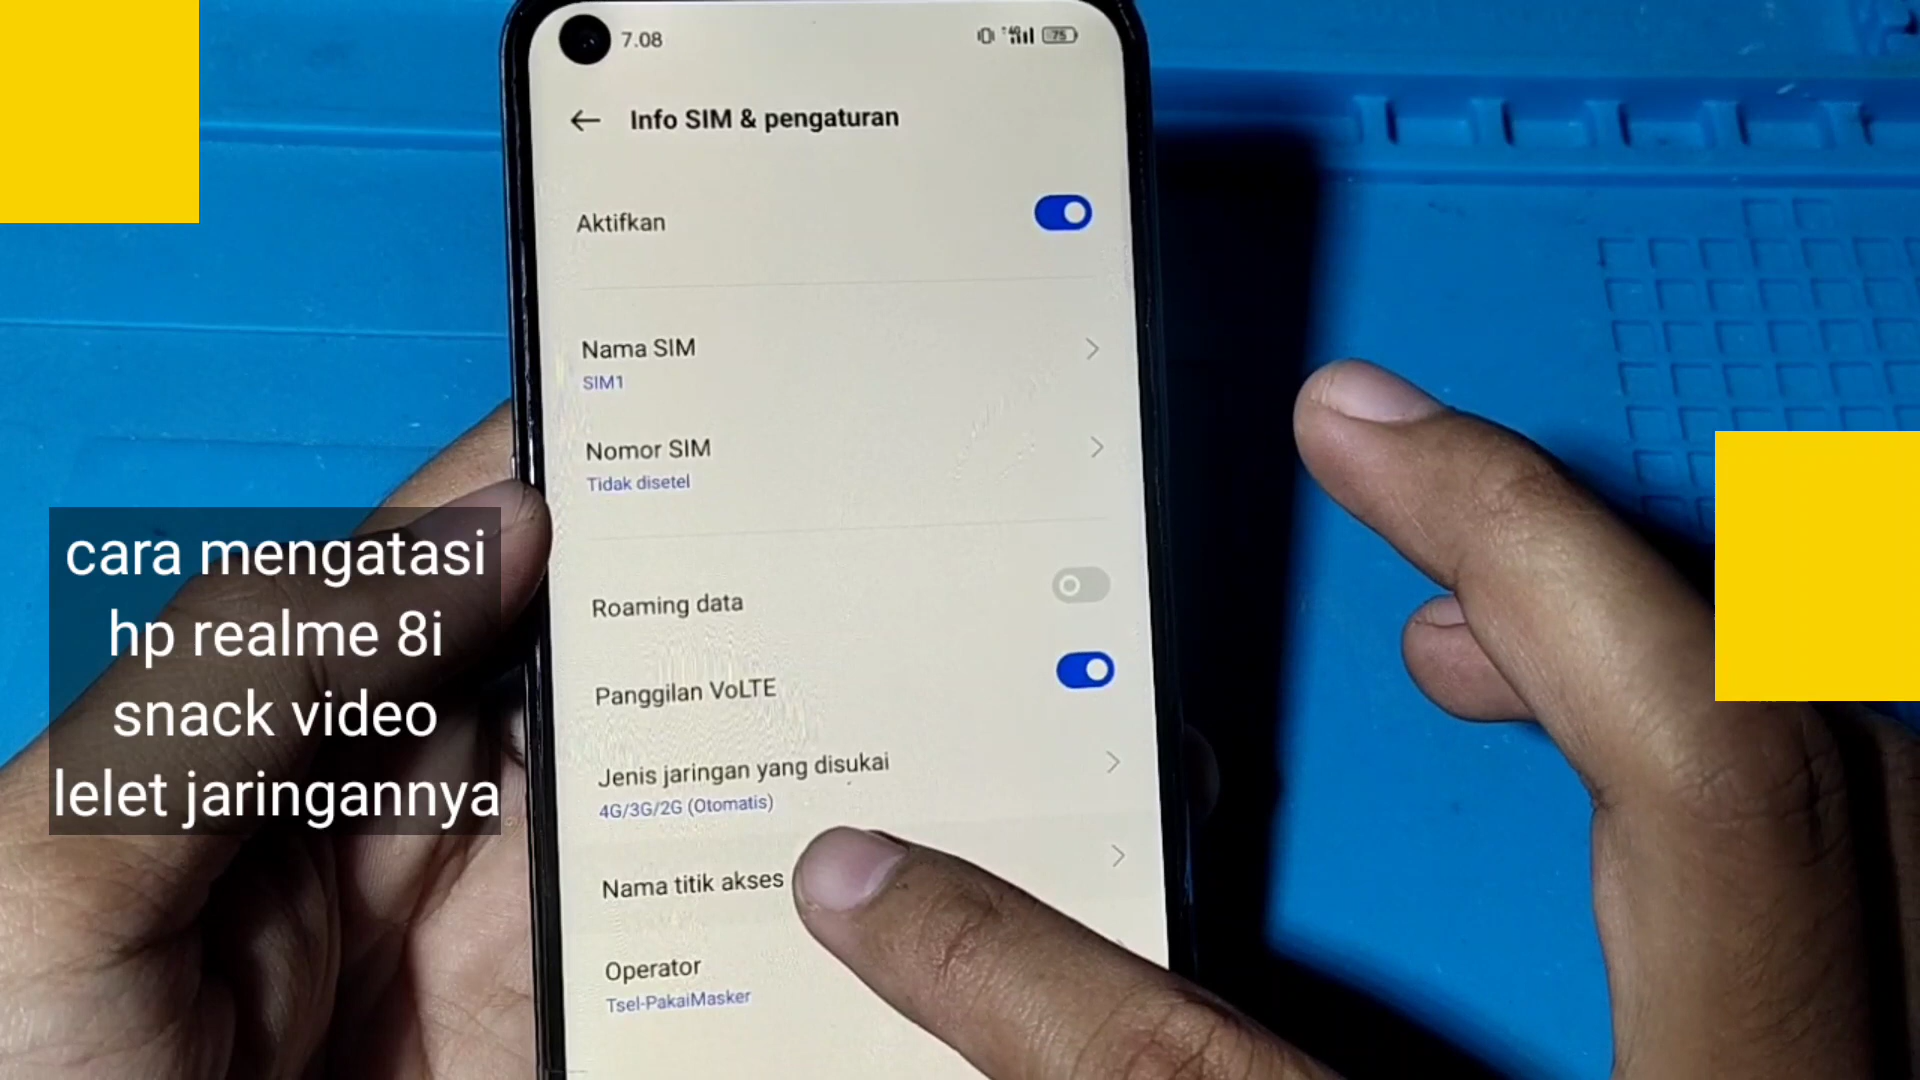 7.08
4G
75
Info SIM & pengaturan
Aktifkan
Nama SIM
SIM1
Nomor SIM
Tidak disetel
Roaming data
Panggilan VoLTE
Jenis jaringan yang disukai
4G/3G/2G (Otomatis)
Nama titik akses
Operator
Tsel-PakaiMasker
cara mengatasi
hp realme 8i
snack video
lelet jaringannya